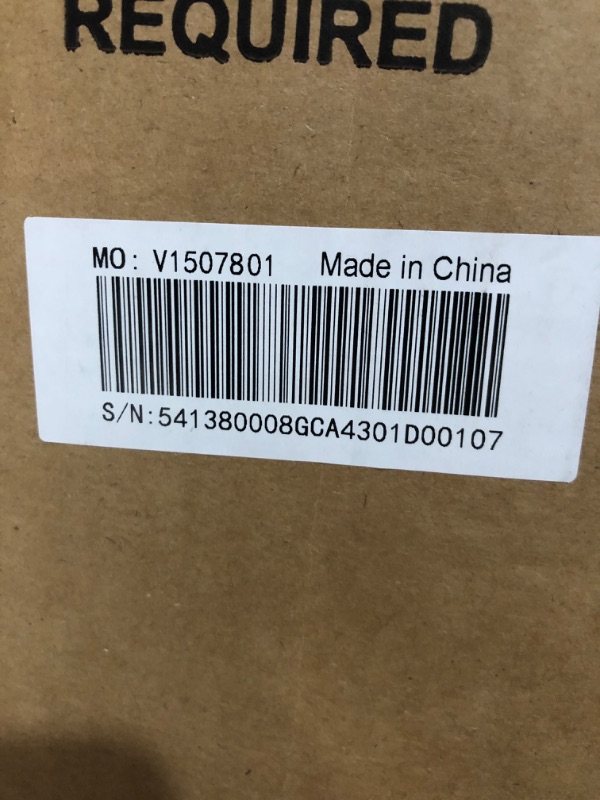 REQUIRED
MO: V1507801 Made in China
S/N:541380008GCA4301D00107